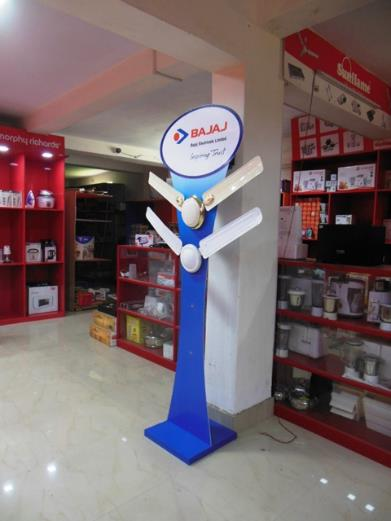 morphy richards
BAJAJ
Bajaj Electricals Limited
Inspiring Trust
Sunflame